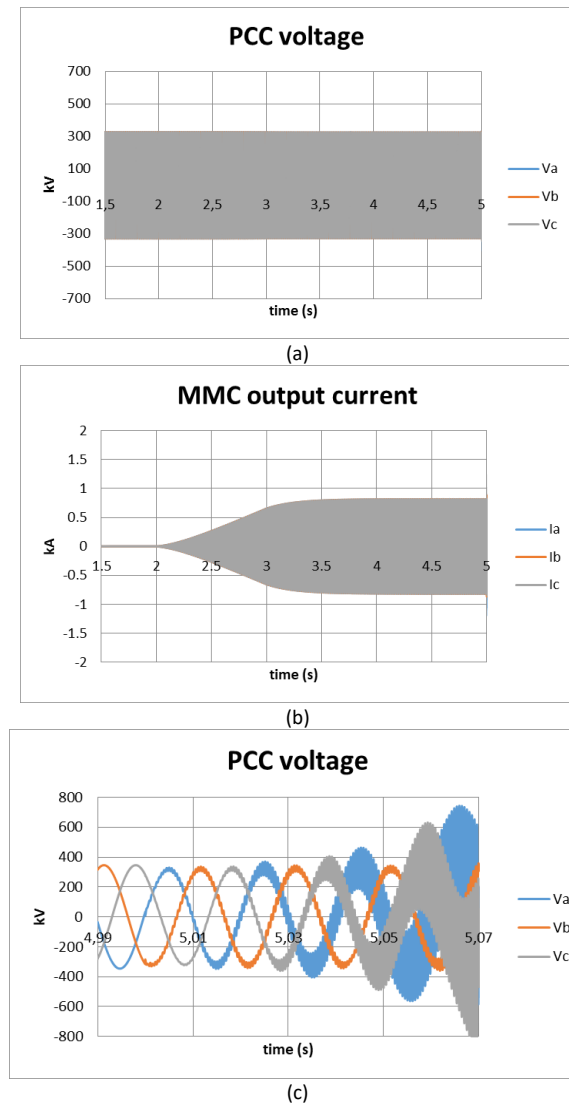 PCC voltage
700
500
300
100
-100
-300
-500
-700
kV
1,5 2 2,5 3 3,5 4 4,5 5
time (s)
Va
Vb
Vc
(a)
MMC output current
2
1.5
1
0.5
0
-0.5
-1
-1.5
-2
kA
1.5 2 2.5 3 3.5 4 4.5 5
time (s)
Ia
Ib
Ic
(b)
PCC voltage
800
600
400
200
0
-200
-400
-600
-800
kV
4,99 5,01 5,03 5,05 5,07
time (s)
Va
Vb
Vc
(c)